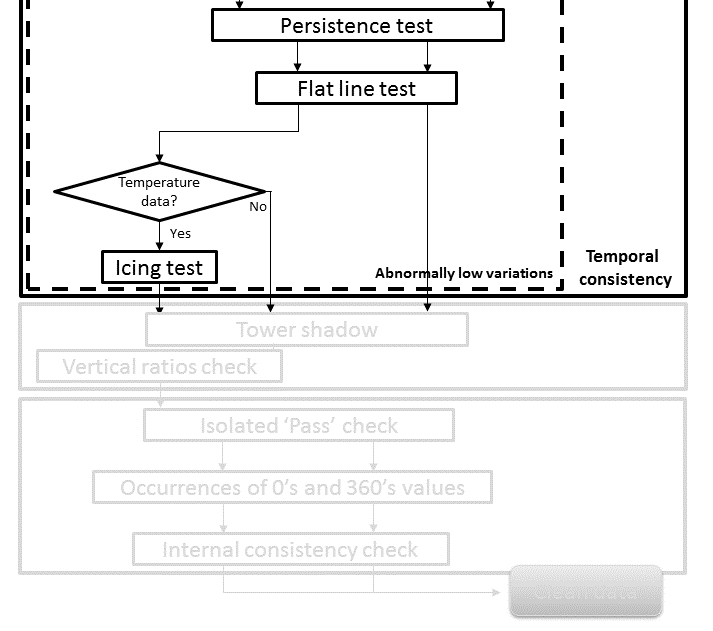 Persistence test
Flat line test
Temperature
data?
No
Yes
Icing test
Abnormally low variations
Temporal
consistency
Tower shadow
Vertical ratios check
Isolated ‘Pass’ check
Occurrences of 0’s and 360’s values
Internal consistency check
Clean data